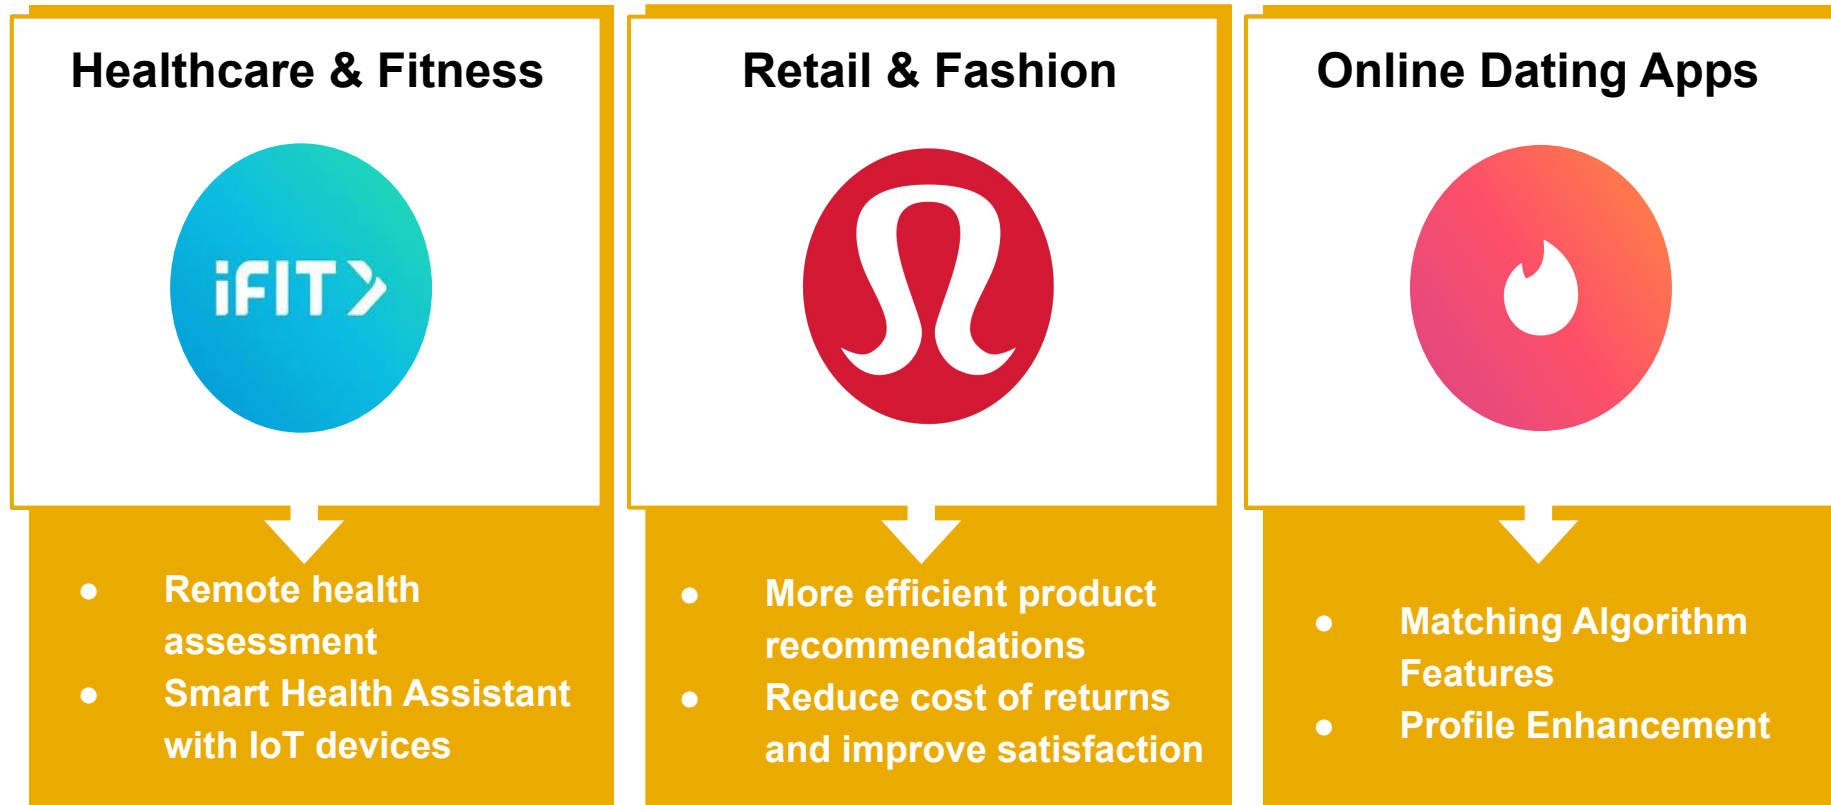 Healthcare & Fitness
iFIT
● Remote health
assessment
● Smart Health Assistant
with IoT devices
Retail & Fashion
● More efficient product
recommendations
● Reduce cost of returns
and improve satisfaction
Online Dating Apps
● Matching Algorithm
Features
● Profile Enhancement